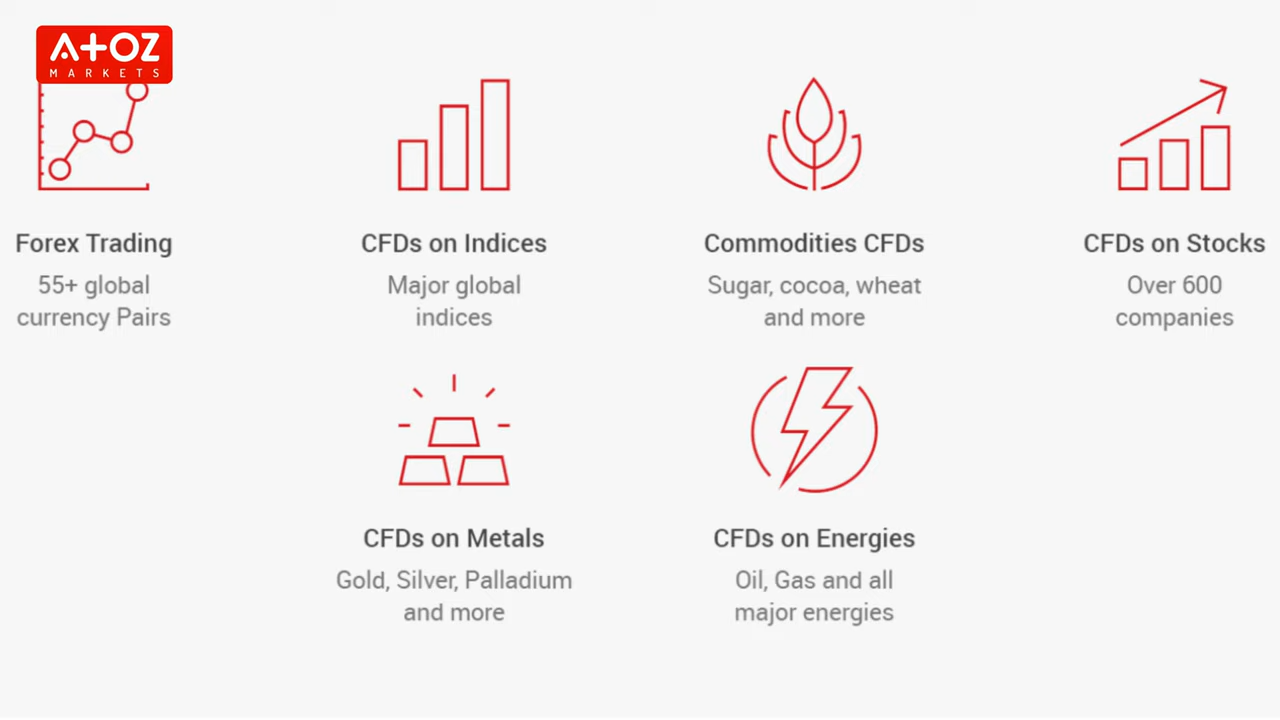 A+OZ
MARKETS
Forex Trading
55+ global
currency Pairs
CFDs on Indices
Major global
indices
Commodities CFDs
Sugar, cocoa, wheat
and more
CFDs on Stocks
Over 600
companies
CFDs on Metals
Gold, Silver, Palladium
and more
CFDs on Energies
Oil, Gas and all
major energies